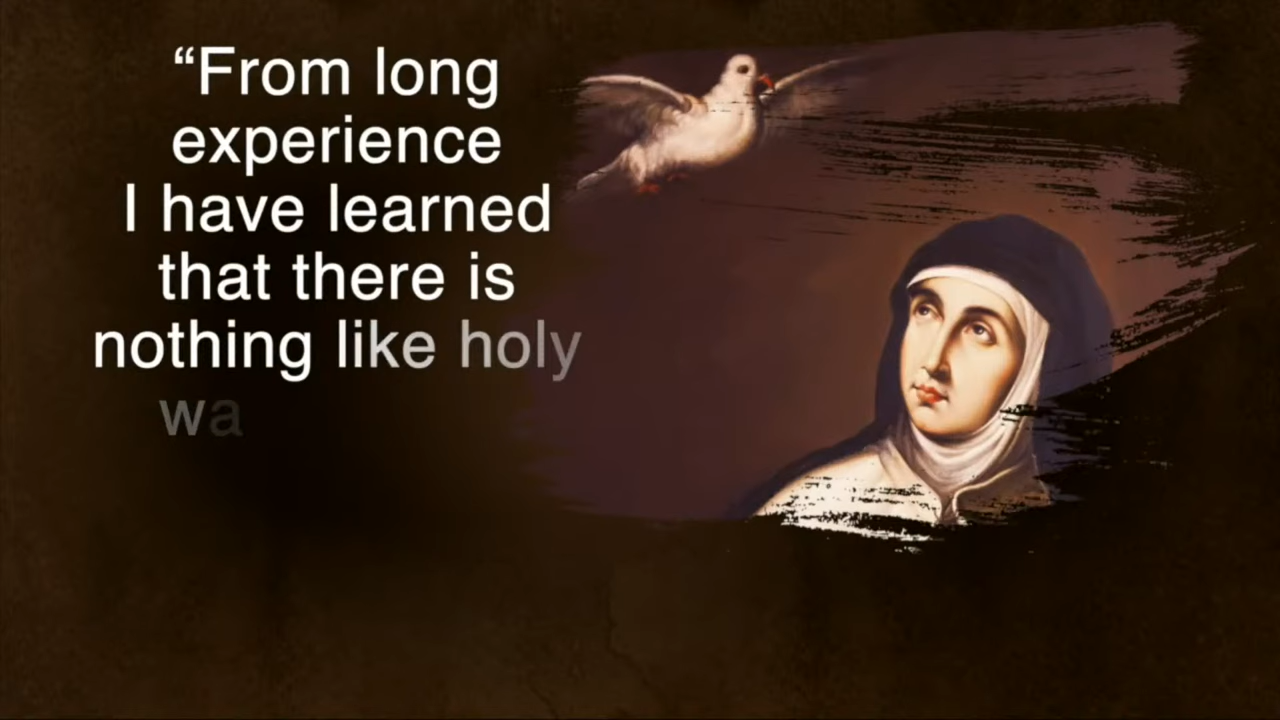 “From long
experience
I have learned
that there is
nothing like holy
wa